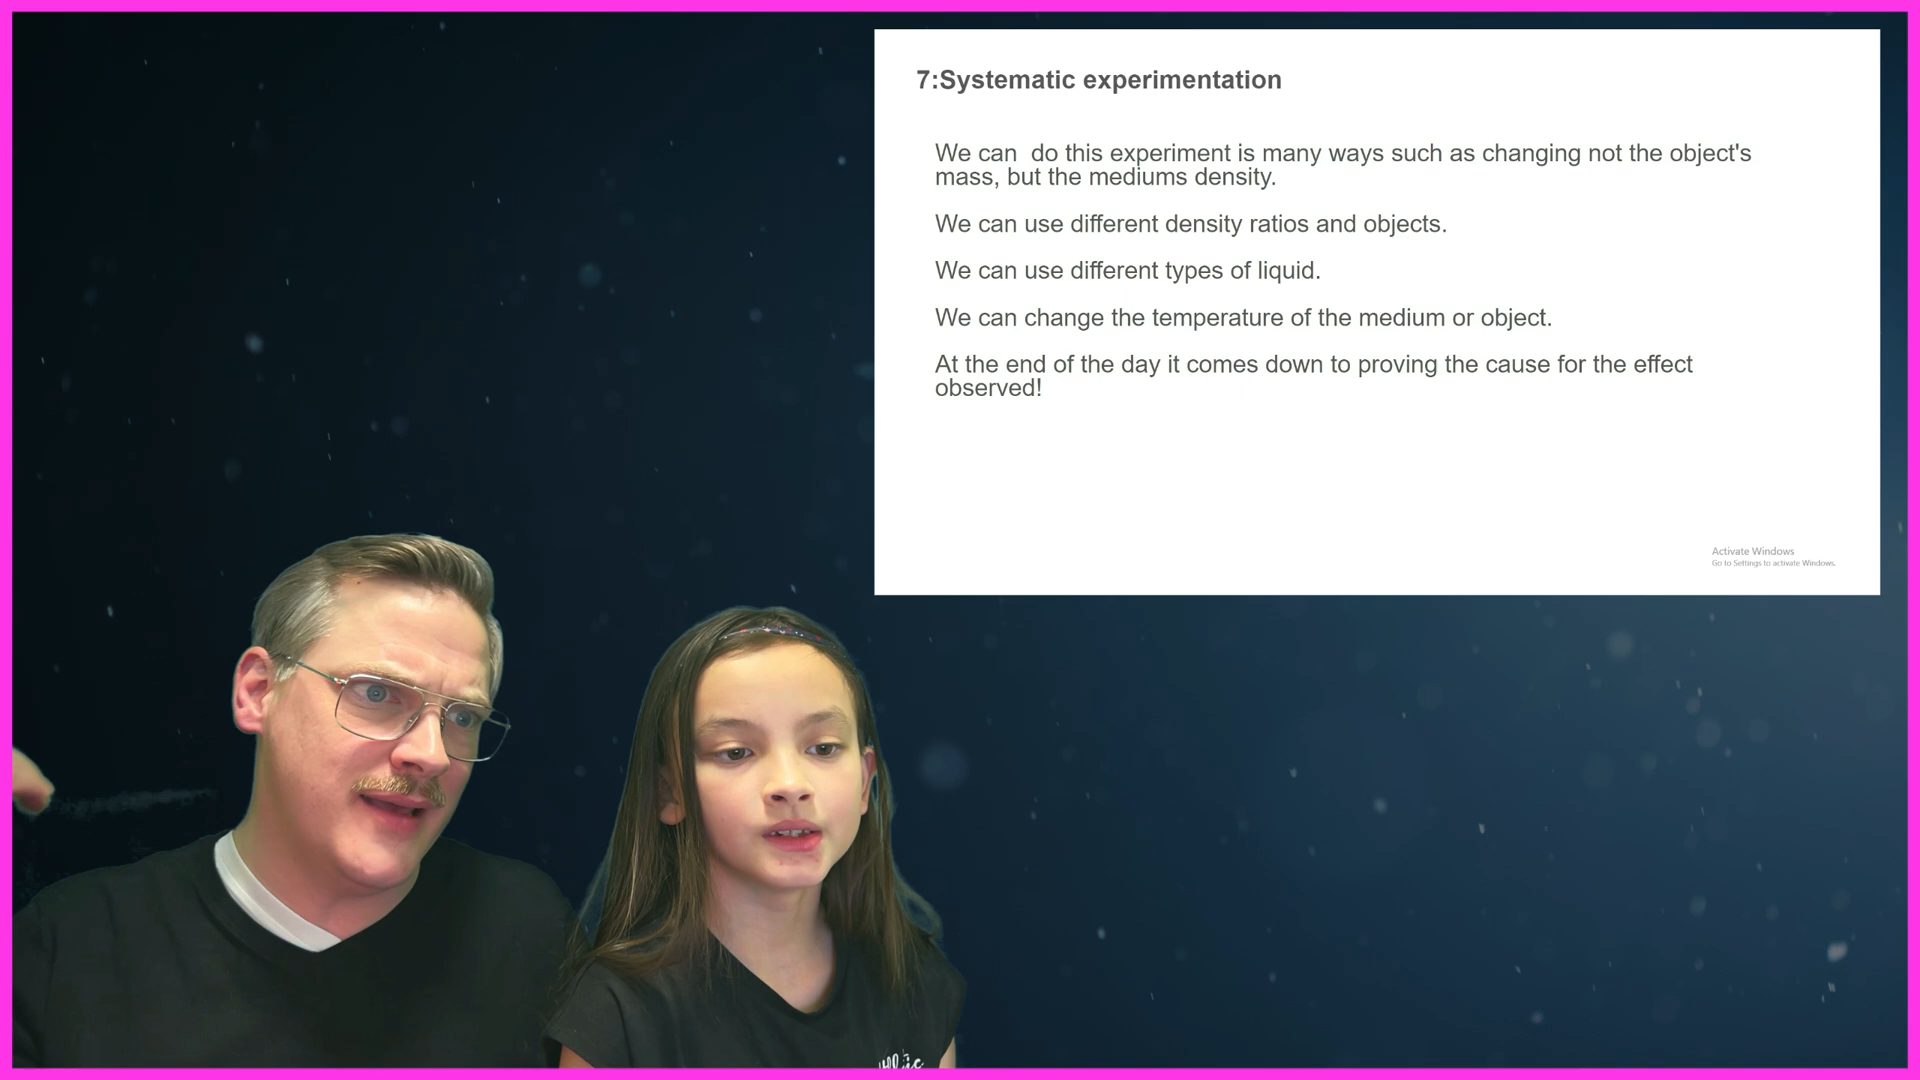 7:Systematic experimentation
We can  do this experiment is many ways such as changing not the object's
mass, but the mediums density.
We can use different density ratios and objects.
We can use different types of liquid.
We can change the temperature of the medium or object.
At the end of the day it comes down to proving the cause for the effect
observed!
Activate Windows
Go to Settings to activate Windows.